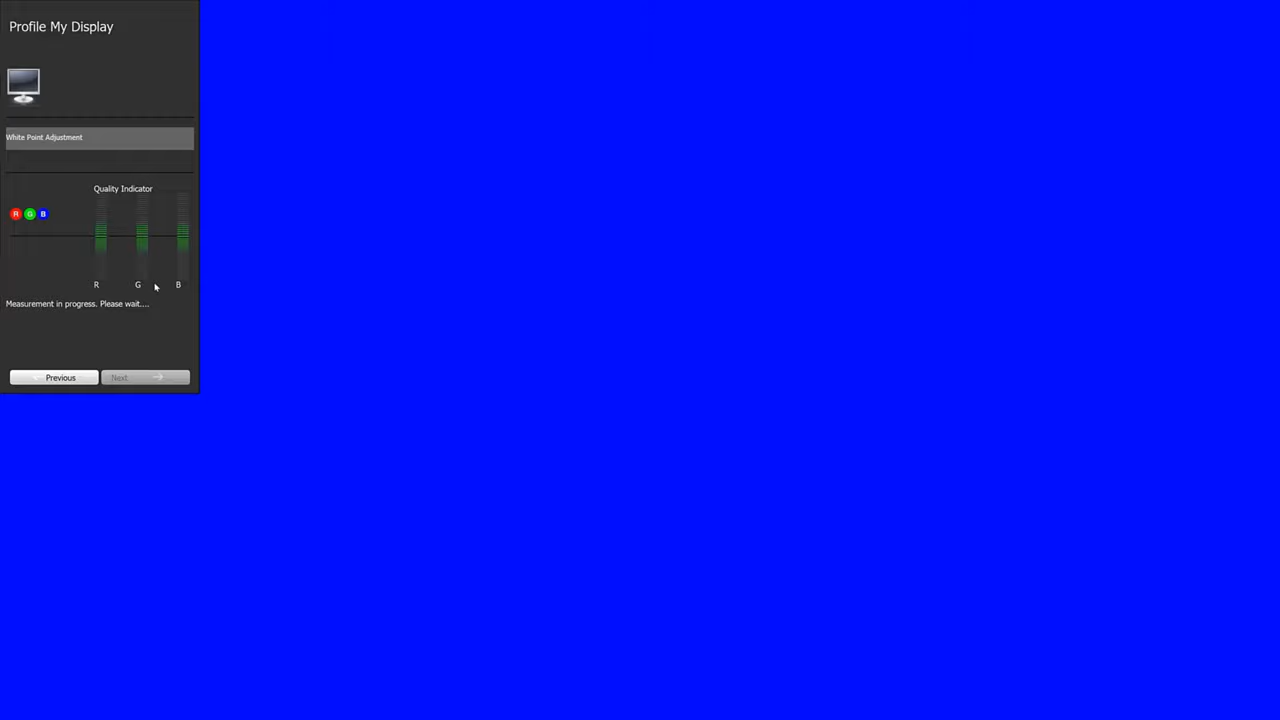 Profile My Display
White Point Adjustment
Quality Indicator
R G B
R G B
Measurement in progress. Please wait....
Previous Next